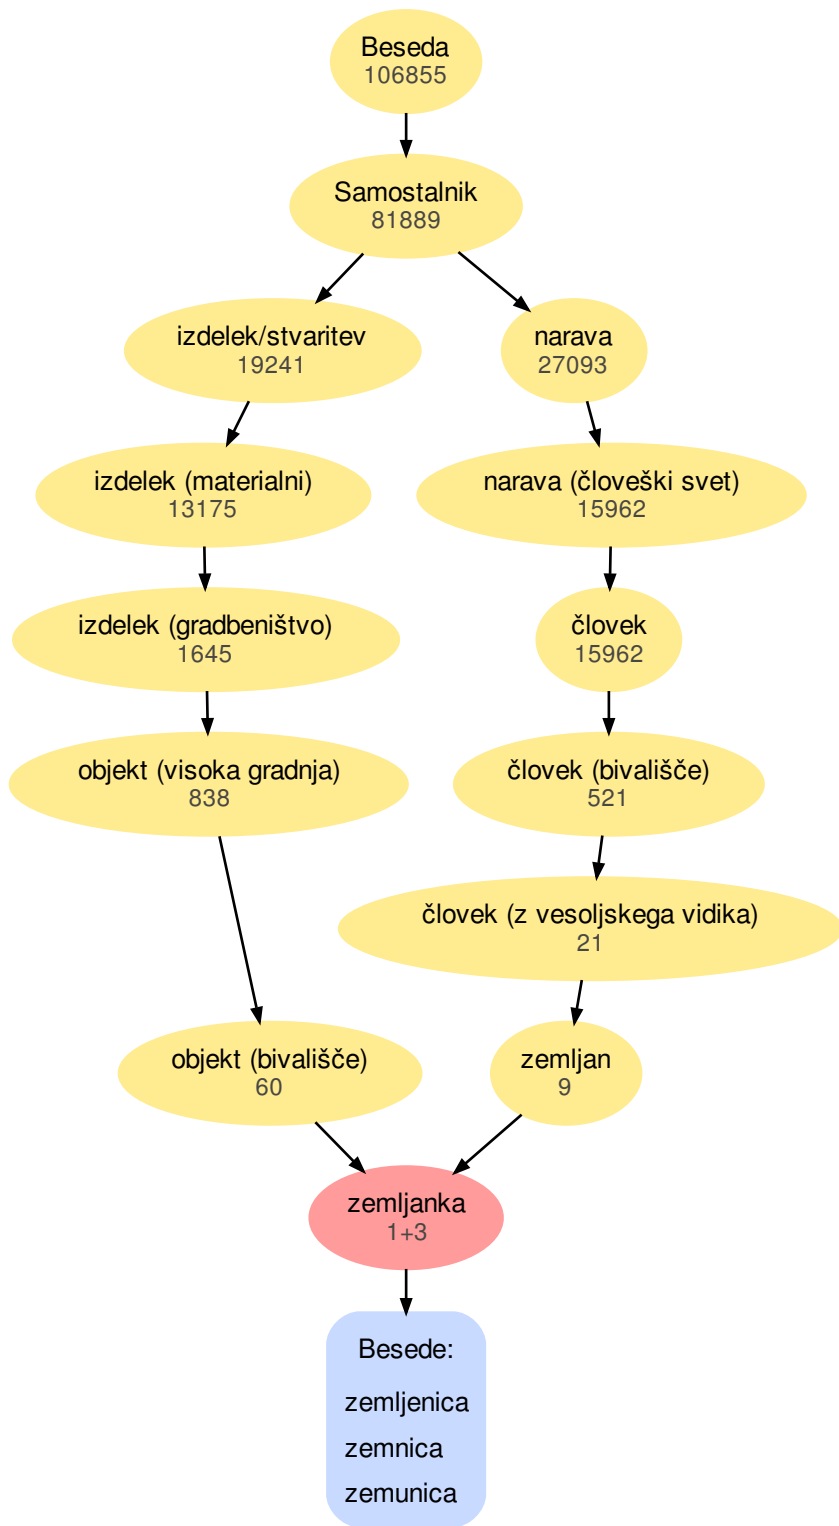 Beseda
106855
Samostalnik
81889
izdelek/stvaritev
19241
narava
27093
izdelek (materialni)
13175
narava (človeški svet)
15962
izdelek (gradbeništvo)
1645
človek
15962
objekt (visoka gradnja)
838
človek (bivališče)
521
človek (z vesoljskega vidika)
21
objekt (bivališče)
60
zemljan
9
zemljanka
1+3
Besede:
zemljenica
zemnica
zemunica